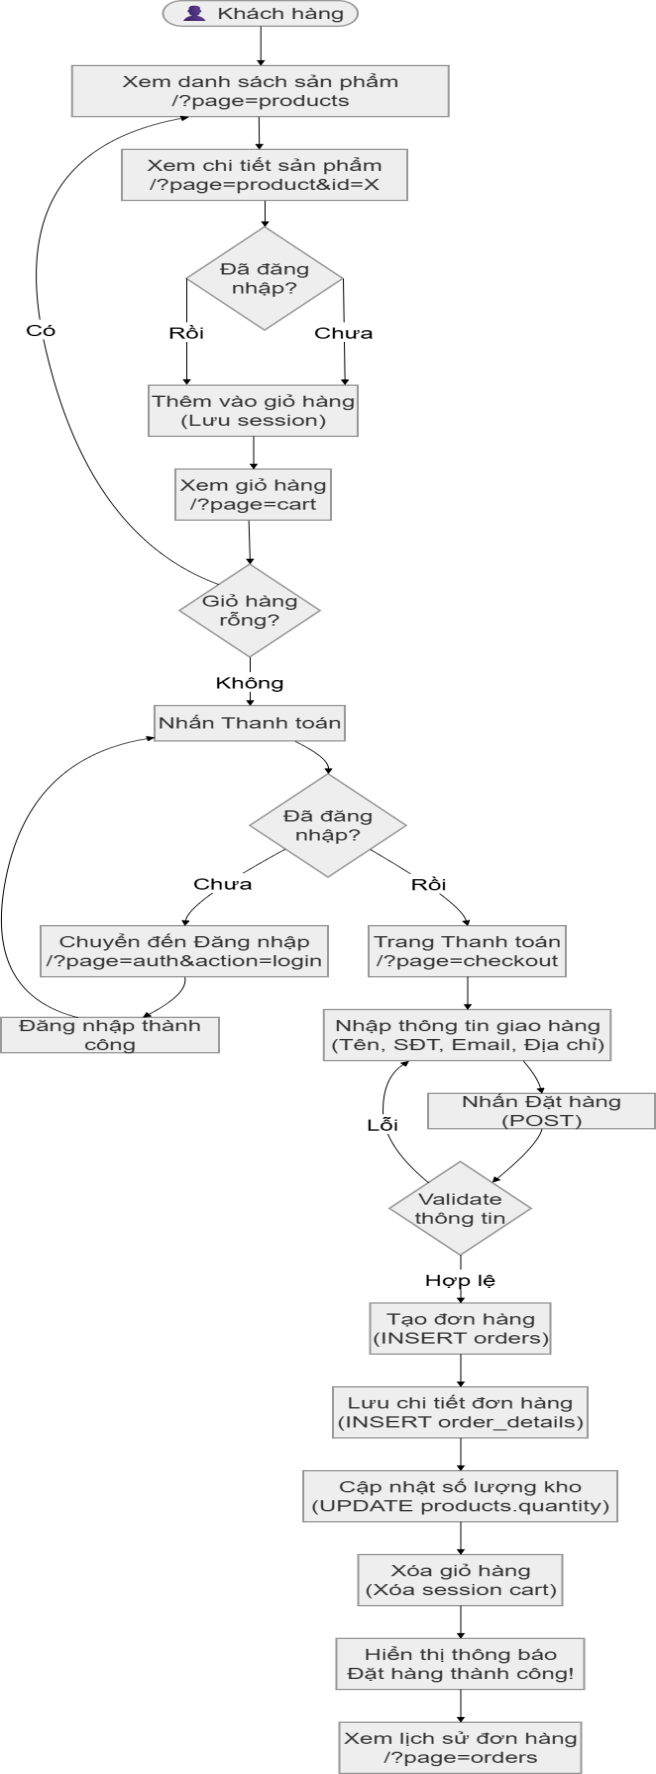 Khách hàng
Xem danh sách sản phẩm
/?page=products
Xem chi tiết sản phẩm
/?page=product&id=X
Đã đăng
nhập?
Rồi
Chưa
Có
Thêm vào giỏ hàng
(Lưu session)
Xem giỏ hàng
/?page=cart
Giỏ hàng
rỗng?
Không
Nhấn Thanh toán
Đã đăng
nhập?
Chưa
Rồi
Chuyển đến Đăng nhập
/?page=auth&action=login
Trang Thanh toán
/?page=checkout
Đăng nhập thành
công
Nhập thông tin giao hàng
(Tên, SĐT, Email, Địa chỉ)
Nhấn Đặt hàng
(POST)
Lỗi
Validate
thông tin
Hợp lệ
Tạo đơn hàng
(INSERT orders)
Lưu chi tiết đơn hàng
(INSERT order_details)
Cập nhật số lượng kho
(UPDATE products.quantity)
Xóa giỏ hàng
(Xóa session cart)
Hiển thị thông báo
Đặt hàng thành công!
Xem lịch sử đơn hàng
/?page=orders